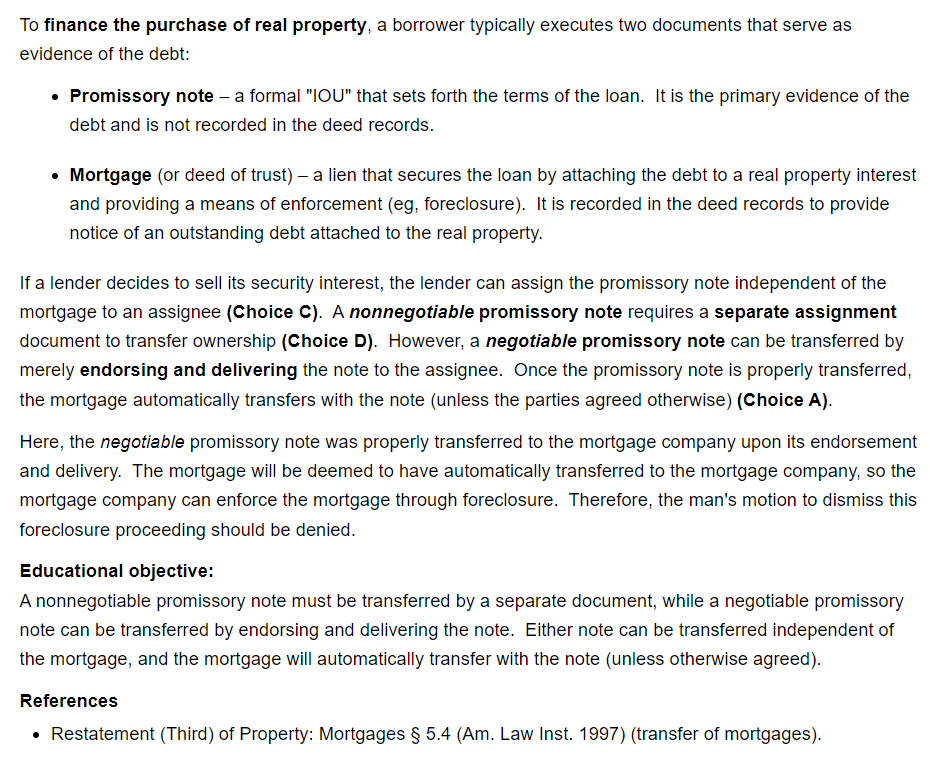 To finance the purchase of real property, a borrower typically executes two documents that serve as
evidence of the debt:
• Promissory note – a formal "IOU" that sets forth the terms of the loan.  It is the primary evidence of the
debt and is not recorded in the deed records.
• Mortgage (or deed of trust) – a lien that secures the loan by attaching the debt to a real property interest
and providing a means of enforcement (eg, foreclosure).  It is recorded in the deed records to provide
notice of an outstanding debt attached to the real property.
If a lender decides to sell its security interest, the lender can assign the promissory note independent of the
mortgage to an assignee (Choice C).  A nonnegotiable promissory note requires a separate assignment
document to transfer ownership (Choice D).  However, a negotiable promissory note can be transferred by
merely endorsing and delivering the note to the assignee.  Once the promissory note is properly transferred,
the mortgage automatically transfers with the note (unless the parties agreed otherwise) (Choice A).
Here, the negotiable promissory note was properly transferred to the mortgage company upon its endorsement
and delivery.  The mortgage will be deemed to have automatically transferred to the mortgage company, so the
mortgage company can enforce the mortgage through foreclosure.  Therefore, the man's motion to dismiss this
foreclosure proceeding should be denied.
Educational objective:
A nonnegotiable promissory note must be transferred by a separate document, while a negotiable promissory
note can be transferred by endorsing and delivering the note.  Either note can be transferred independent of
the mortgage, and the mortgage will automatically transfer with the note (unless otherwise agreed).
References
• Restatement (Third) of Property: Mortgages § 5.4 (Am. Law Inst. 1997) (transfer of mortgages).